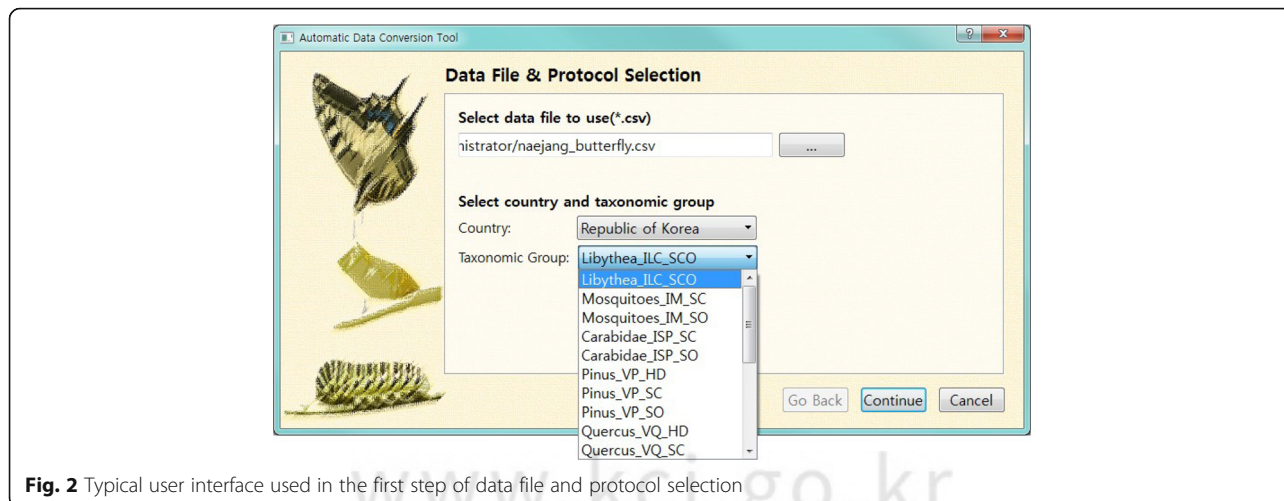 Automatic Data Conversion Tool
Data File & Protocol Selection
Select data file to use(*.csv)
nistrator/naejang_butterfly.csv
...
Select country and taxonomic group
Country: Republic of Korea
Taxonomic Group: Libythea_ILC_SCO
Libythea_ILC_SCO
Mosquitoes_IM_SC
Mosquitoes_IM_SO
Carabidae_ISP_SC
Carabidae_ISP_SO
Pinus_VP_HD
Pinus_VP_SC
Pinus_VP_SO
Quercus_VQ_HD
Quercus_VQ_SC
Go Back Continue Cancel
www.kci.go.kr
Fig. 2 Typical user interface used in the first step of data file and protocol selection